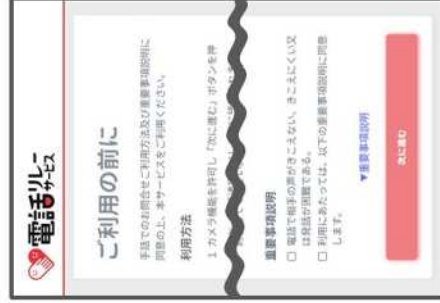 電話リレーサービス
ご利用の前に
手話でのお問合せご利用方法及び重要事項説明に
同意の上、本サービスをご利用ください。
利用方法
1 カメラ機能を許可し「次に進む」ボタンを押
重要事項説明
□ 電話で相手の声がきこえない、きこえにくい又
は発話が困難である。
□ 利用にあたっては、以下の重要事項説明に同意
します。
▼重要事項説明
次に進む